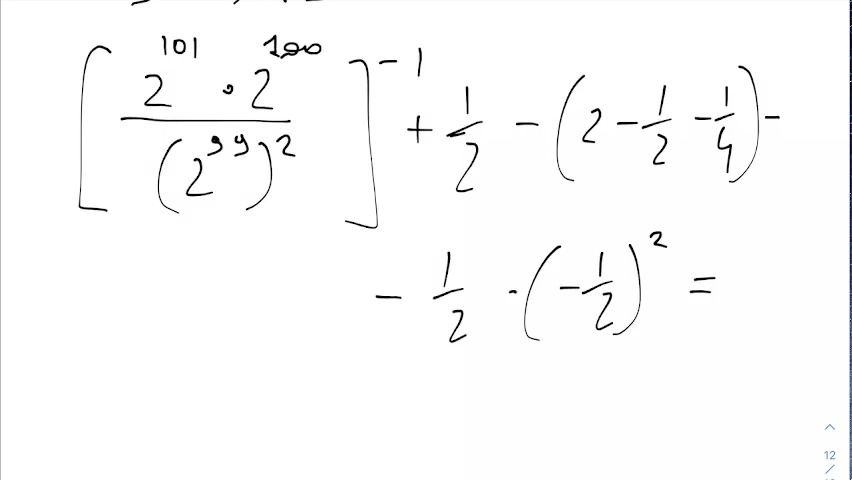 [ 2^101 · 2^100 / (2^99)^2 ]^-1 + 1/2 - (2 - 1/2 - 1/4) -
- 1/2 · (-1/2)^2 =
12
/